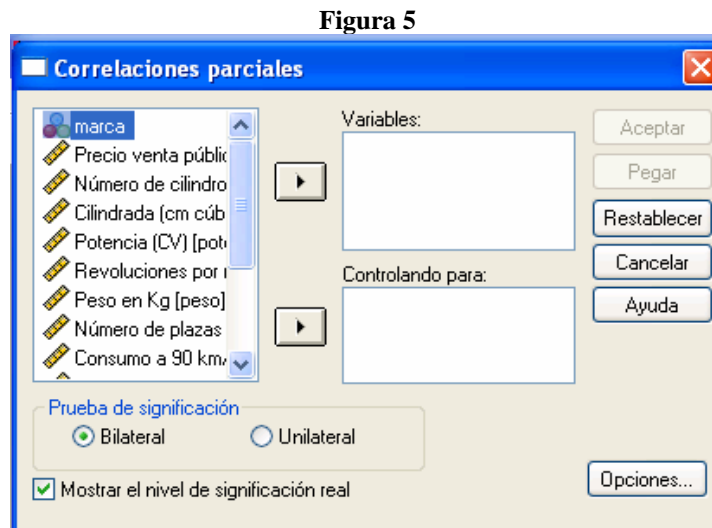 Figura 5
Correlaciones parciales
marca
Precio venta públic
Número de cilindro
Cilindrada (cm cúb
Potencia (CV) [pot
Revoluciones por
Peso en Kg [peso]
Número de plazas
Consumo a 90 km/
Variables:
Controlando para:
Aceptar
Pegar
Restablecer
Cancelar
Ayuda
Prueba de significación
Bilateral
Unilateral
Mostrar el nivel de significación real
Opciones...